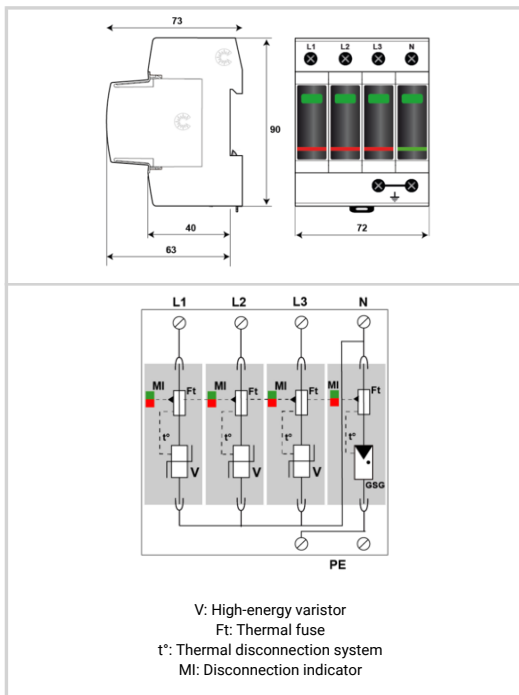 73
L1 L2 L3 N
90
40
63
72
L1 L2 L3 N
MI Ft MI Ft MI Ft MI Ft
t° t° t° t°
V V V
GSG
PE
V: High-energy varistor
Ft: Thermal fuse
t°: Thermal disconnection system
MI: Disconnection indicator